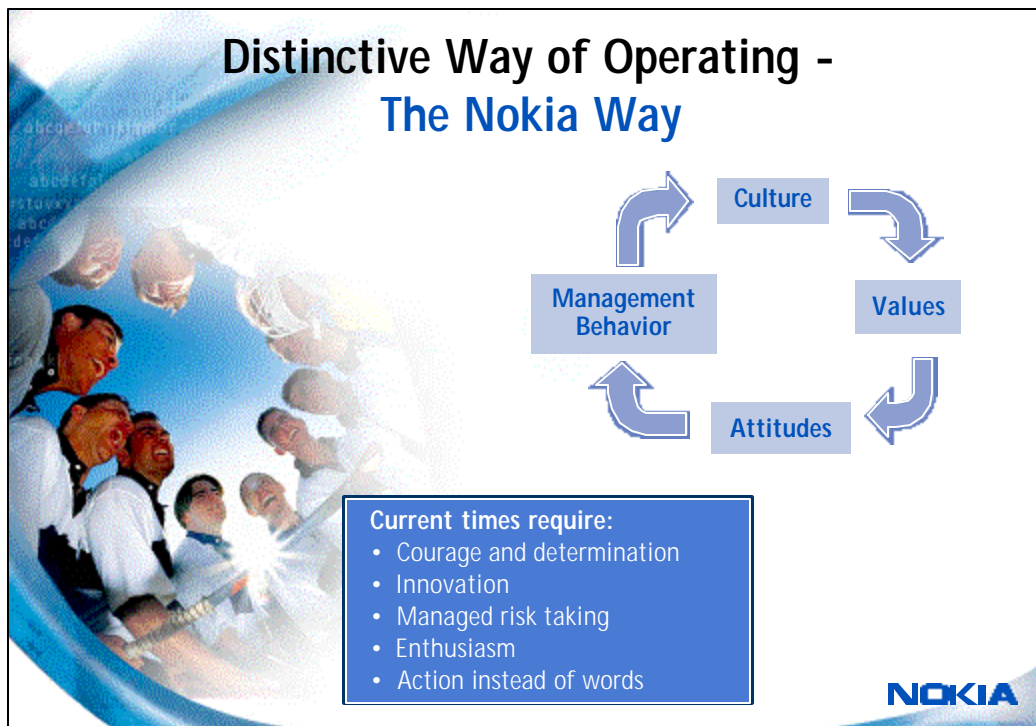 Distinctive Way of Operating -
The Nokia Way
Culture
Management
Behavior
Values
Attitudes
Current times require:
• Courage and determination
• Innovation
• Managed risk taking
• Enthusiasm
• Action instead of words
NOKIA